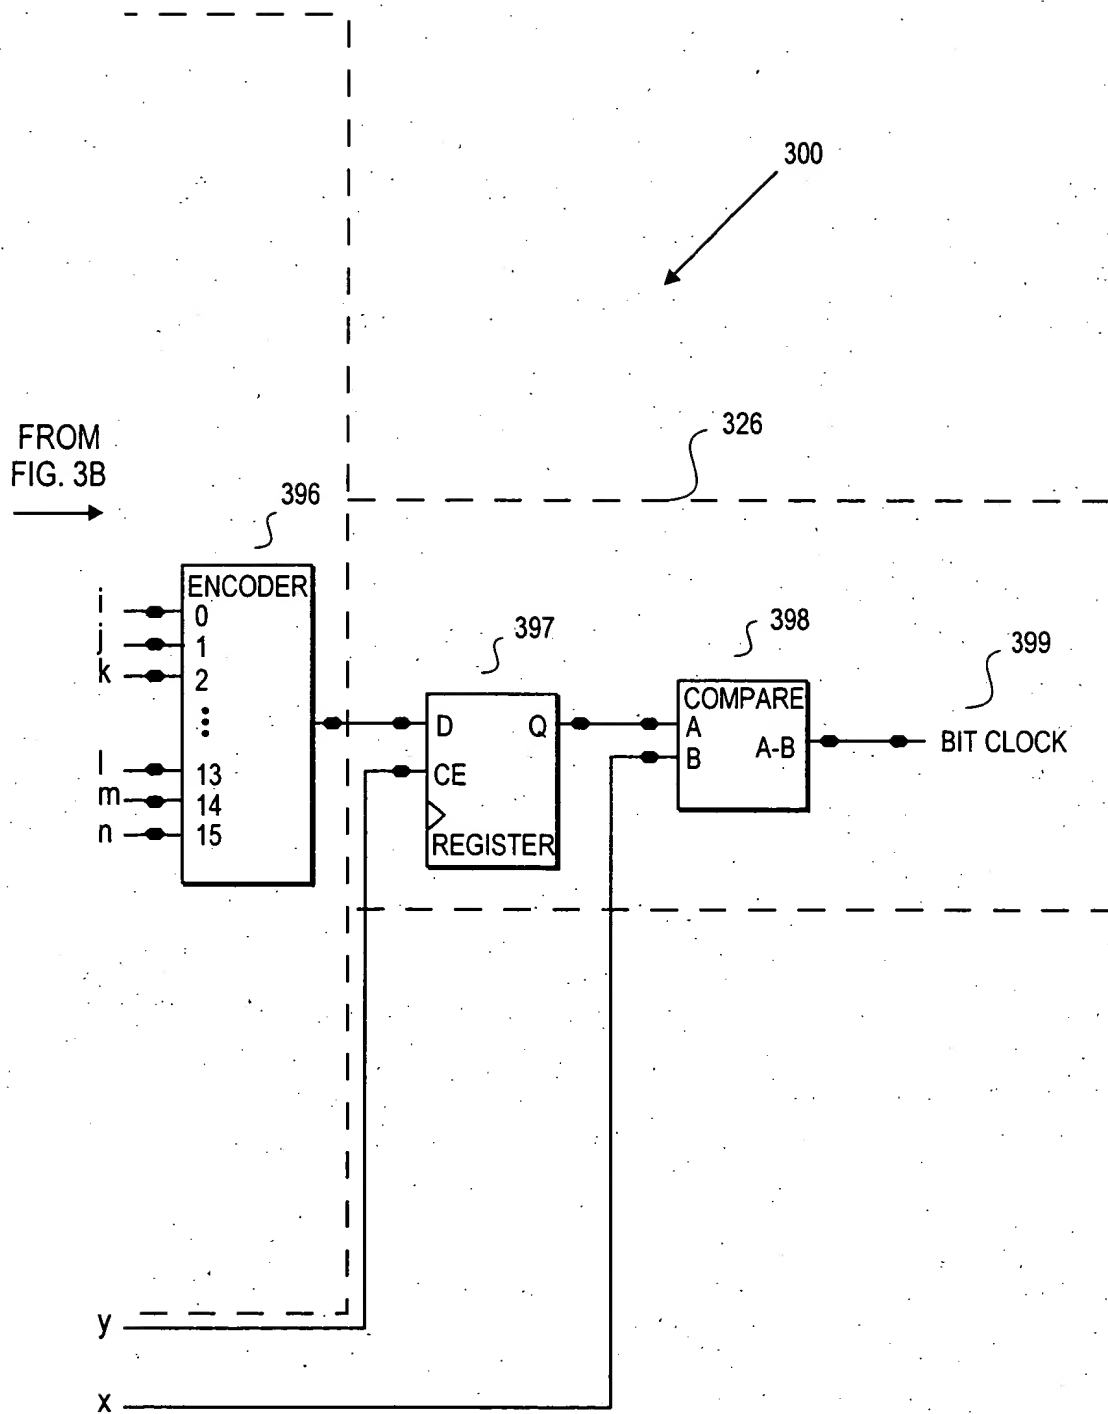 300
326
FROM
FIG. 3B
396
ENCODER
i 0
j 1
k 2
l 13
m 14
n 15
397
D Q
CE
REGISTER
398
COMPARE
A
B
A-B
399
BIT CLOCK
y
x